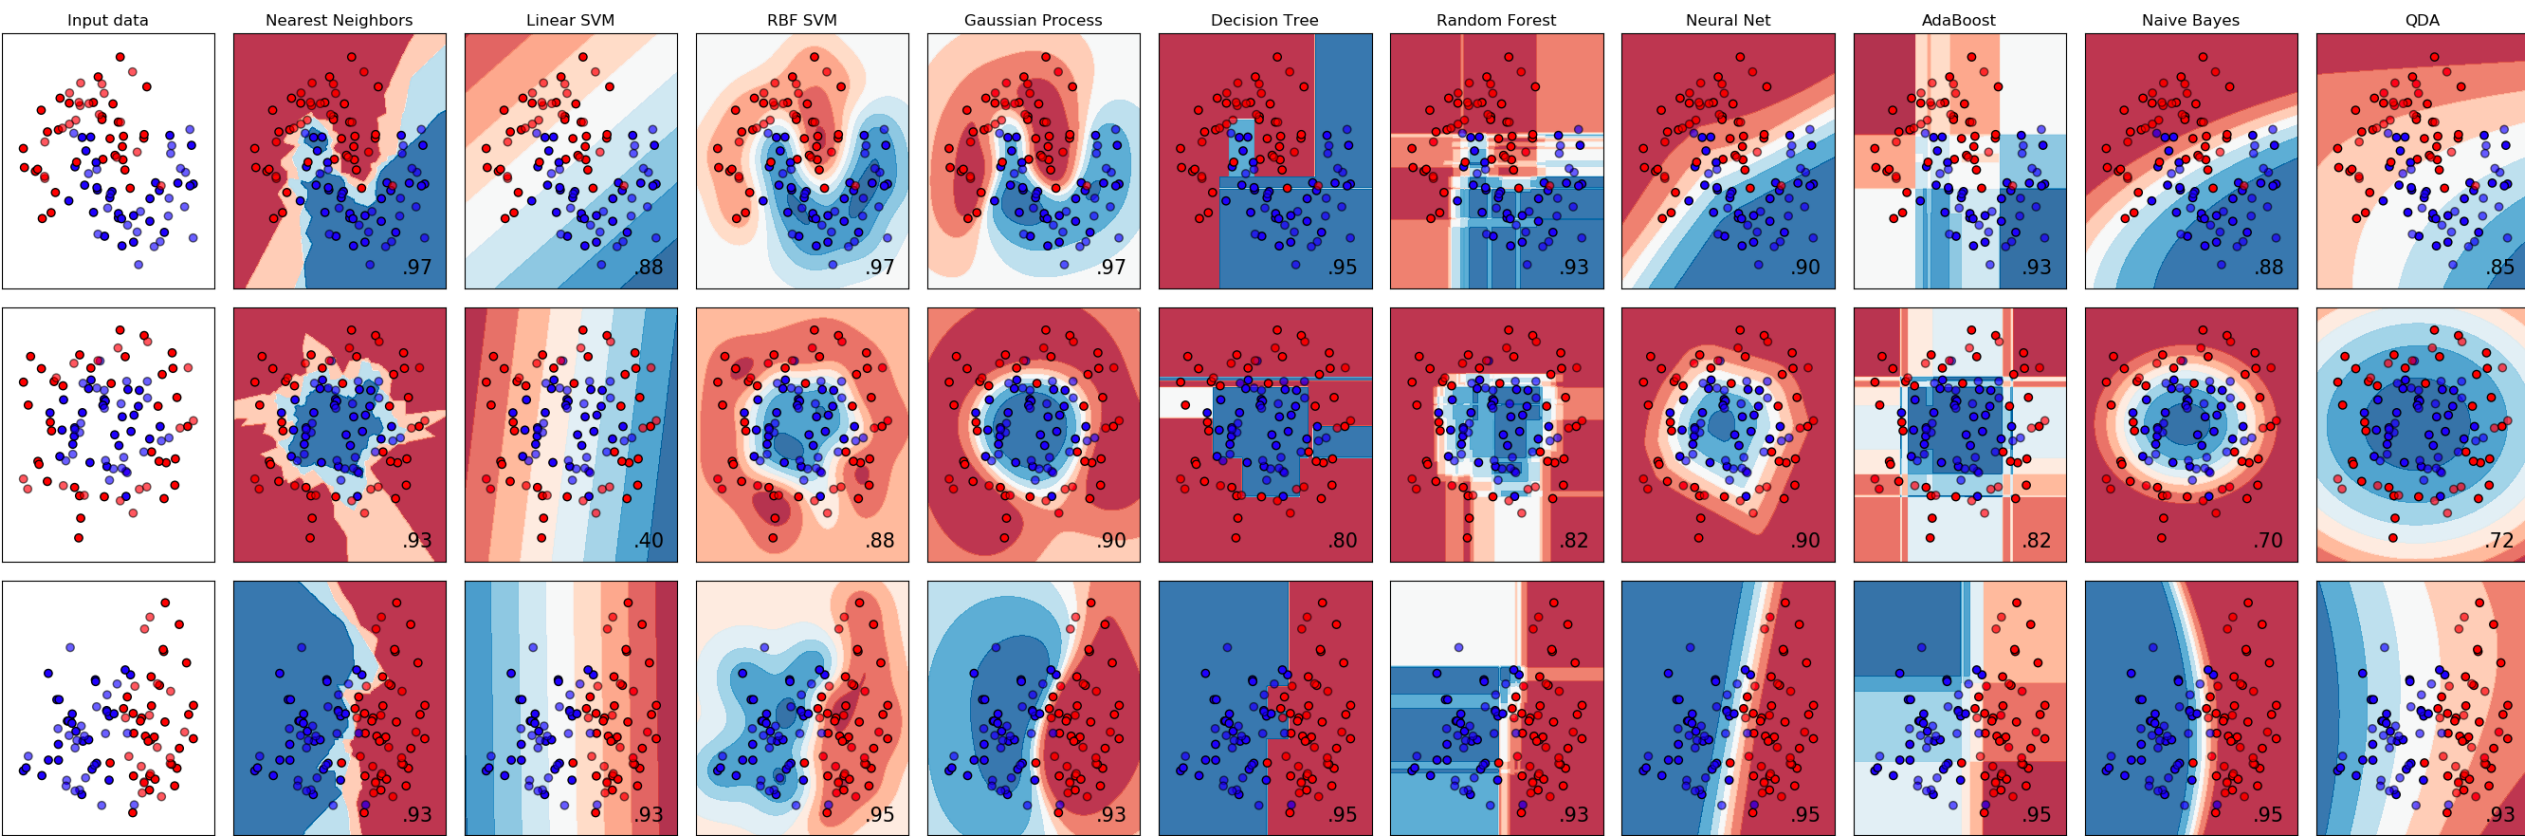 Input data Nearest Neighbors Linear SVM RBF SVM Gaussian Process Decision Tree Random Forest Neural Net AdaBoost Naive Bayes QDA
.97 .88 .97 .97 .95 .93 .90 .93 .88 .85
.93 .40 .88 .90 .80 .82 .90 .82 .70 .72
.93 .93 .95 .93 .95 .93 .95 .95 .95 .93